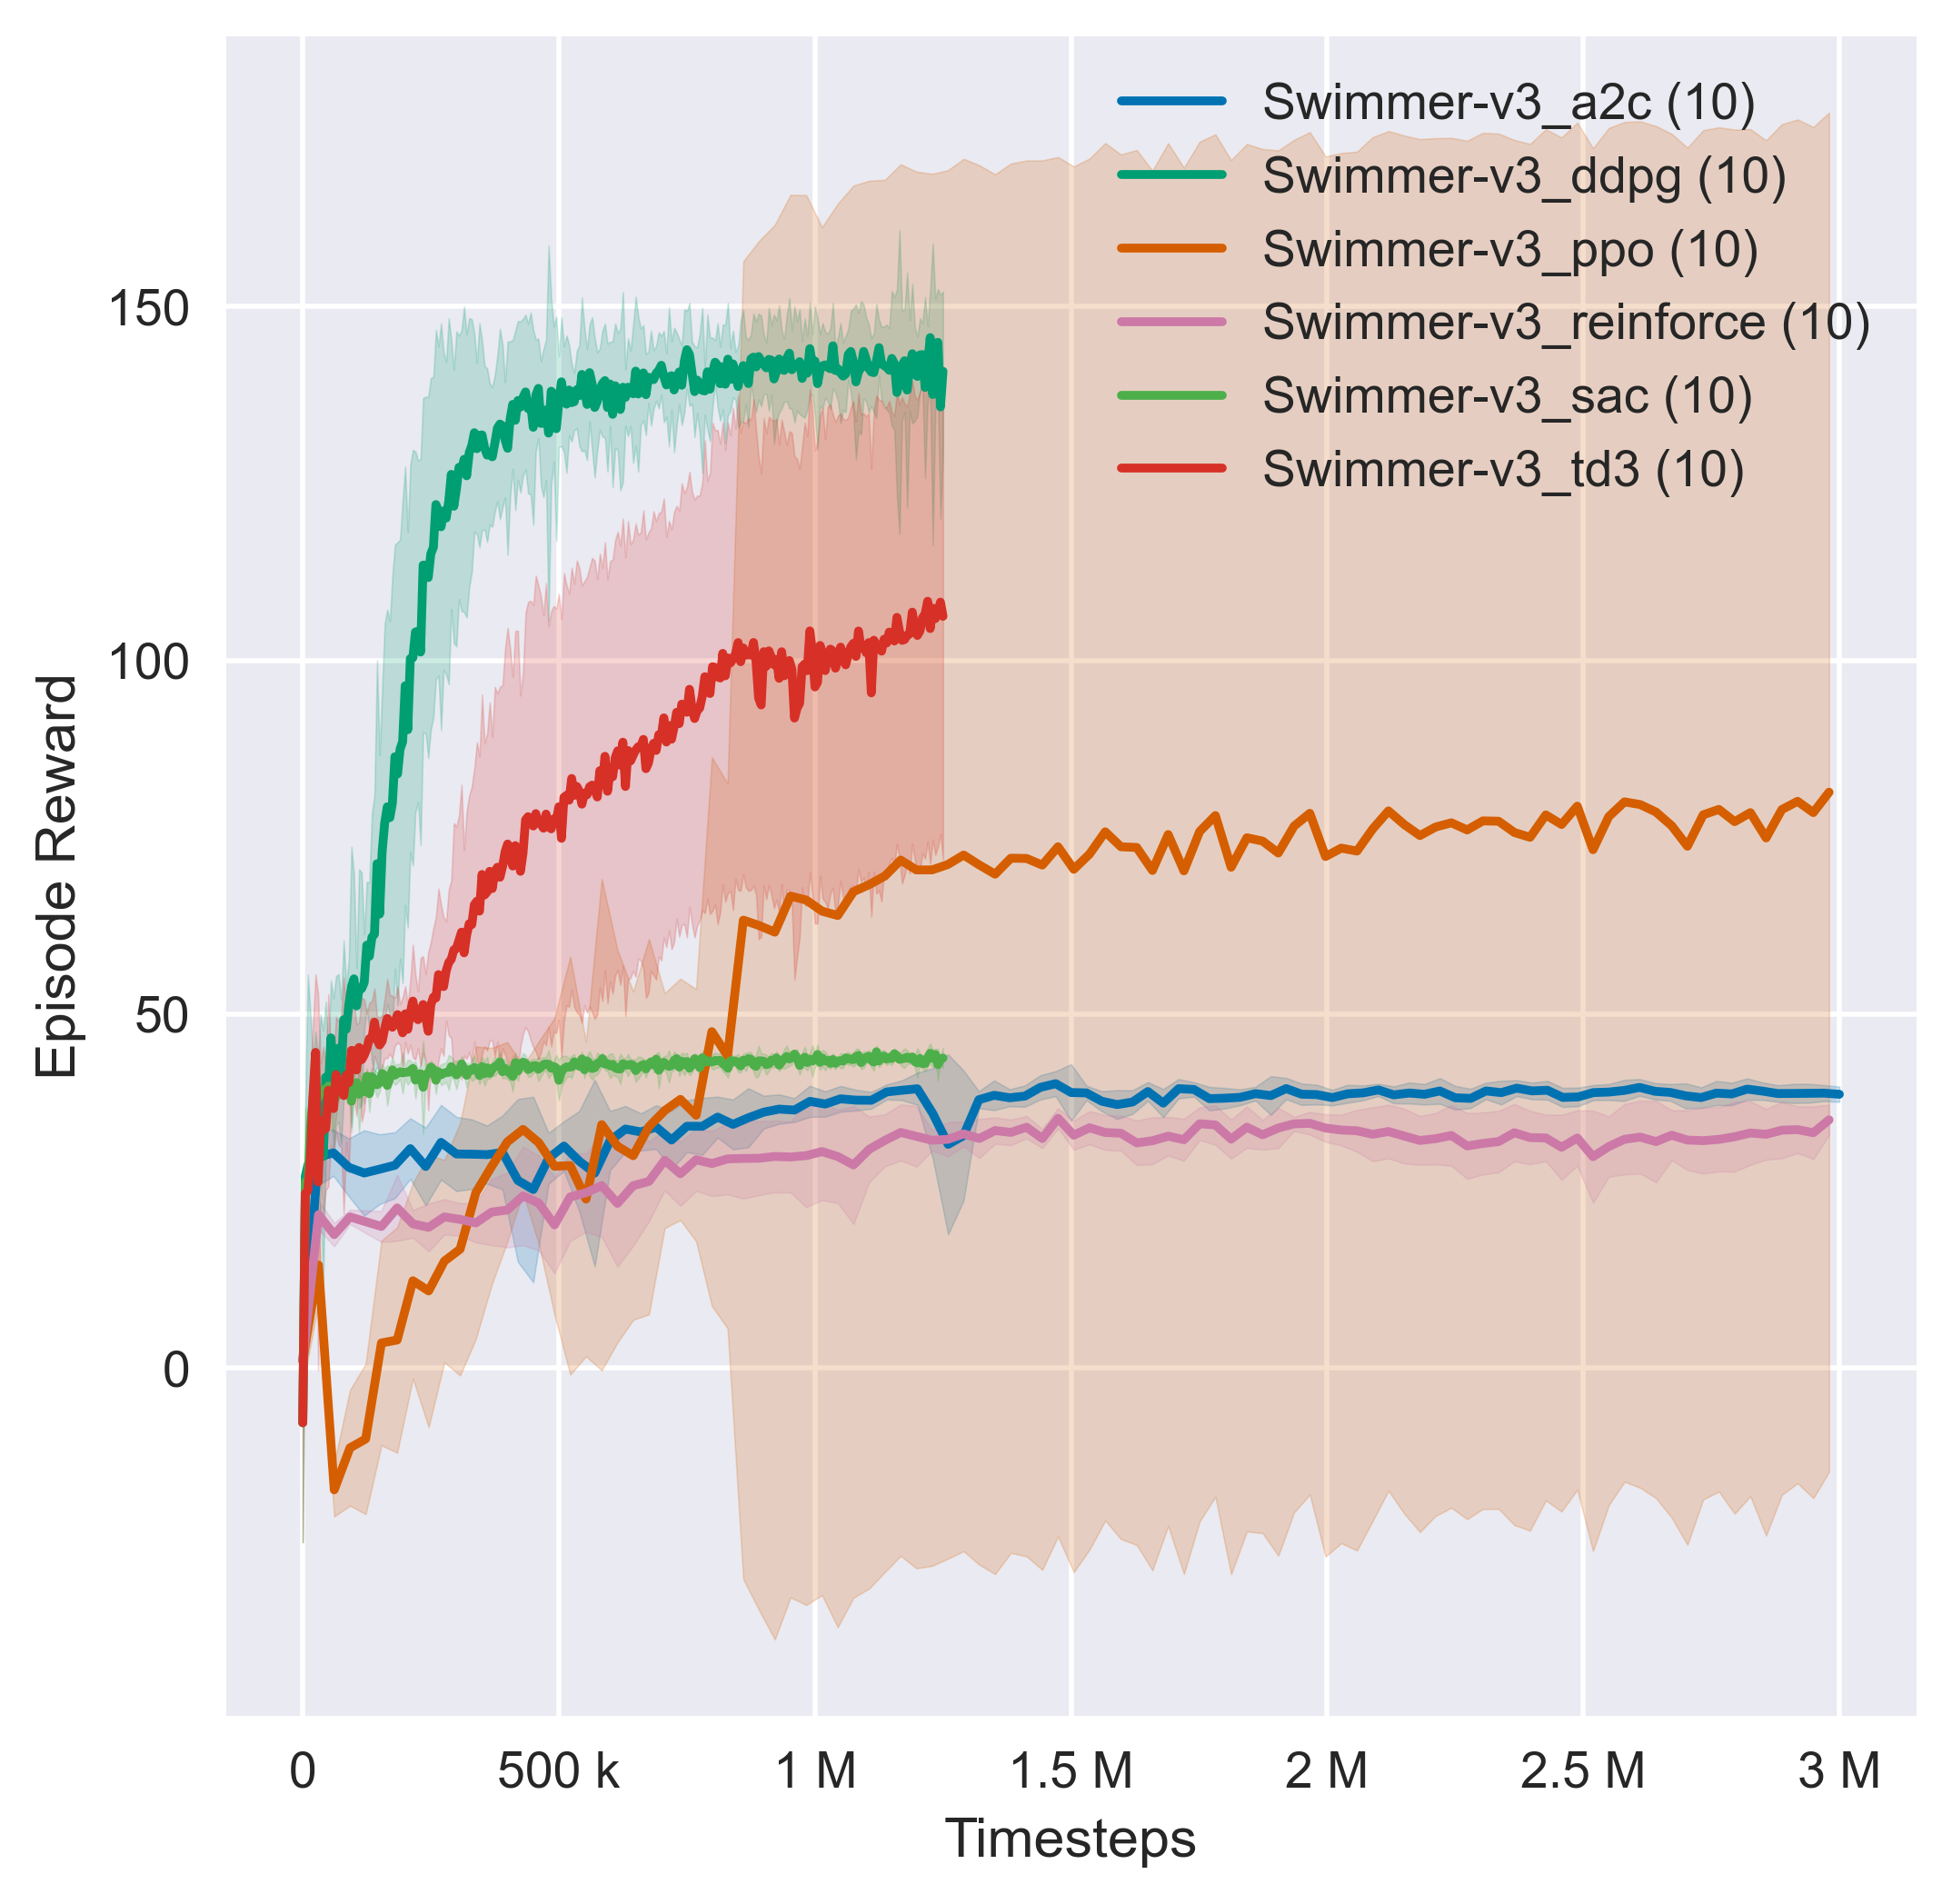 Swimmer-v3_a2c (10)
Swimmer-v3_ddpg (10)
Swimmer-v3_ppo (10)
Swimmer-v3_reinforce (10)
Swimmer-v3_sac (10)
Swimmer-v3_td3 (10)
150
100
50
0
Episode Reward
0 500 k 1 M 1.5 M 2 M 2.5 M 3 M
Timesteps